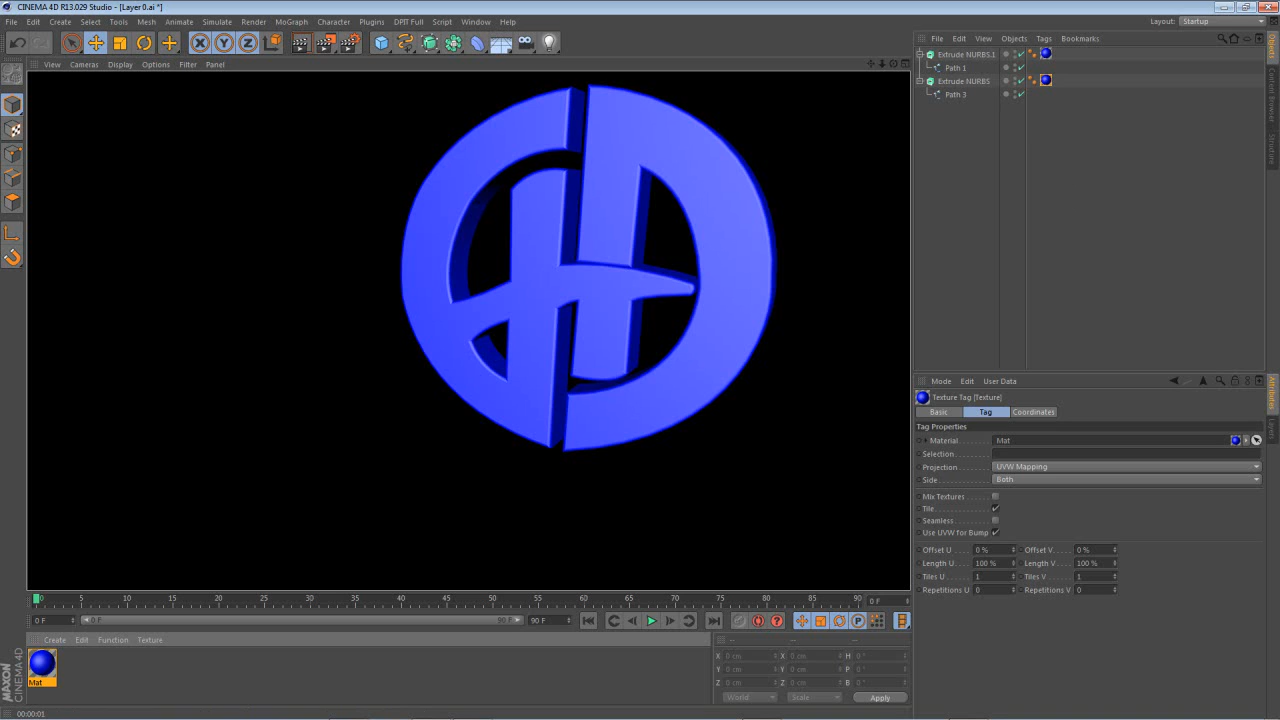 CINEMA 4D R13.029 Studio - [Layer 0.ai *]
File Edit Create Select Tools Mesh Animate Simulate Render MoGraph Character Plugins DPIT Full Script Window Help
Layout: Startup
View Cameras Display Options Filter Panel
File Edit View Objects Tags Bookmarks
Extrude NURBS.1
Path 1
Extrude NURBS
Path 3
Objects
Content Browser
Structure
Mode Edit User Data
Texture Tag [Texture]
Basic Tag Coordinates
Tag Properties
Material Mat
Selection
Projection UVW Mapping
Side Both
Mix Textures
Tile
Seamless
Use UVW for Bump
Offset U 0 % Offset V 0 %
Length U 100 % Length V 100 %
Tiles U 1 Tiles V 1
Repetitions U 0 Repetitions V 0
Attributes
Layers
0 5 10 15 20 25 30 35 40 45 50 55 60 65 70 75 80 85 90 0 F
0 F 0 F 90 F 90 F
Create Edit Function Texture
Mat
-- -- --
X 0 cm X 0 cm H 0 °
Y 0 cm Y 0 cm P 0 °
Z 0 cm Z 0 cm B 0 °
World Scale Apply
MAXON
CINEMA 4D
00:00:01